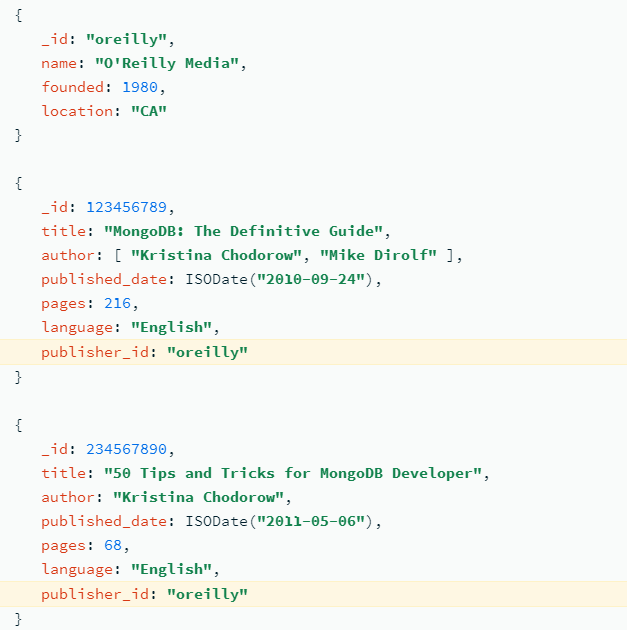 {
   _id: "oreilly",
   name: "O'Reilly Media",
   founded: 1980,
   location: "CA"
}

{
   _id: 123456789,
   title: "MongoDB: The Definitive Guide",
   author: [ "Kristina Chodorow", "Mike Dirolf" ],
   published_date: ISODate("2010-09-24"),
   pages: 216,
   language: "English",
   publisher_id: "oreilly"
}

{
   _id: 234567890,
   title: "50 Tips and Tricks for MongoDB Developer",
   author: "Kristina Chodorow",
   published_date: ISODate("2011-05-06"),
   pages: 68,
   language: "English",
   publisher_id: "oreilly"
}